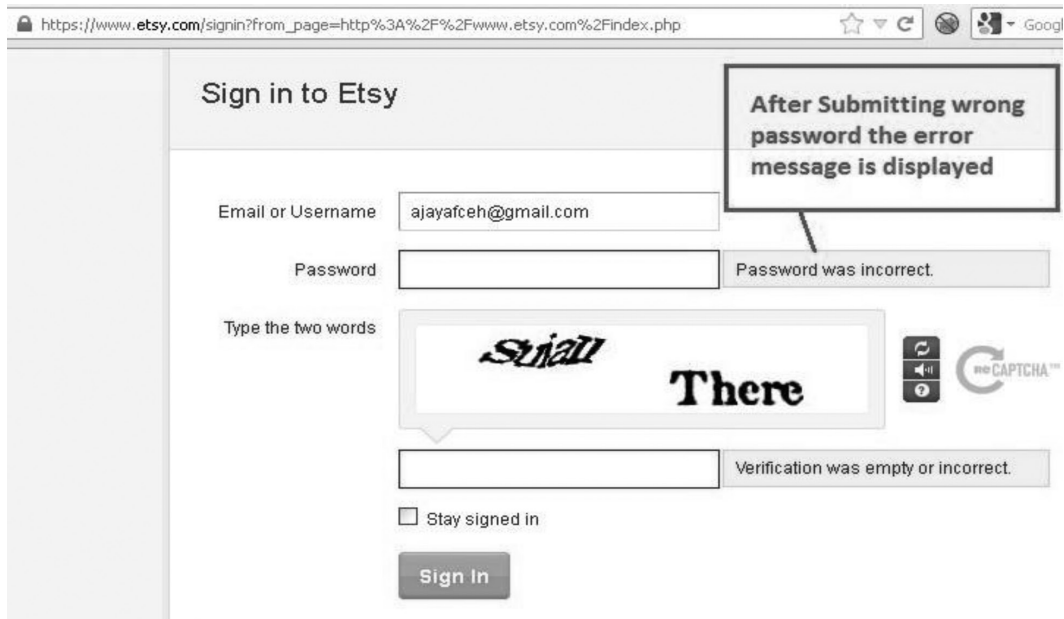 https://www.etsy.com/signin?from_page=http%3A%2F%2Fwww.etsy.com%2Findex.php
Googl
Sign in to Etsy
After Submitting wrong
password the error
message is displayed
Email or Username ajayafceh@gmail.com
Password Password was incorrect.
Type the two words
There
reCAPTCHA™
Verification was empty or incorrect.
Stay signed in
Sign In